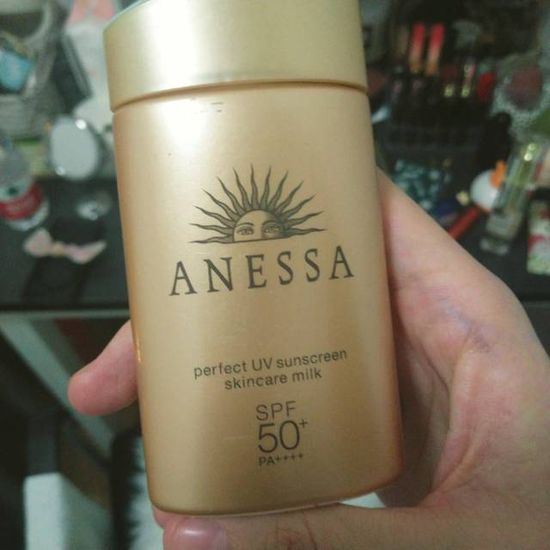 ANESSA
perfect UV sunscreen
skincare milk
SPF
50+
PA++++